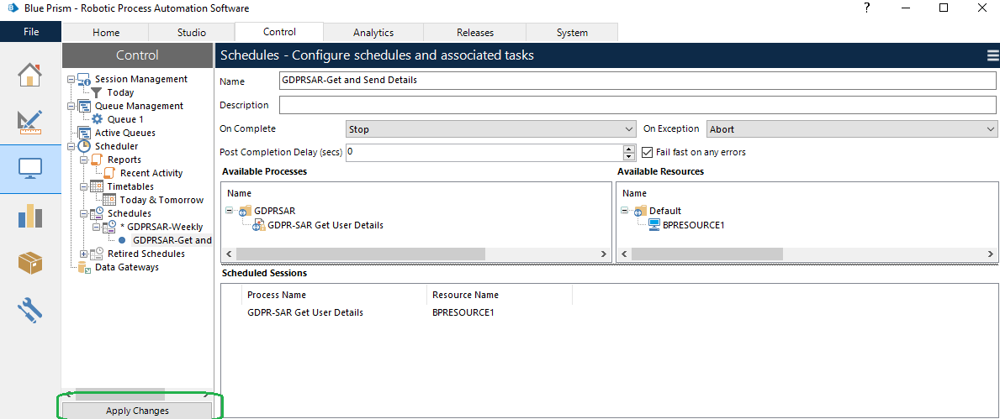 Blue Prism - Robotic Process Automation Software
?
File Home Studio Control Analytics Releases System
Control
Session Management
Today
Queue Management
Queue 1
Active Queues
Scheduler
Reports
Recent Activity
Timetables
Today & Tomorrow
Schedules
* GDPRSAR-Weekly
GDPRSAR-Get and
Retired Schedules
Data Gateways
Apply Changes
Schedules - Configure schedules and associated tasks
Name GDPRSAR-Get and Send Details
Description
On Complete Stop On Exception Abort
Post Completion Delay (secs) 0 Fail fast on any errors
Available Processes
Name
GDPRSAR
GDPR-SAR Get User Details
Available Resources
Name
Default
BPRESOURCE1
Scheduled Sessions
Process Name Resource Name
GDPR-SAR Get User Details BPRESOURCE1